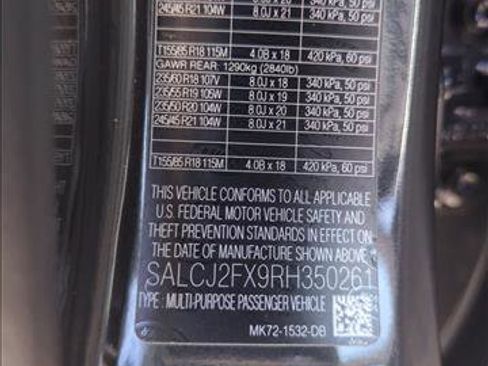 245/45 R21 104W 8.0J x 21 340 kPa, 50 psi
T155/85 R18 115M 4.0B x 18 420 kPa, 60 psi
GAWR REAR: 1290kg (2840lb)
235/60 R18 107V 8.0J x 18 340 kPa, 50 psi
235/55 R19 105W 8.0J x 19 340 kPa, 50 psi
235/50 R20 104W 8.0J x 20 340 kPa, 50 psi
245/45 R21 104W 8.0J x 21 340 kPa, 50 psi
T155/85 R18 115M 4.0B x 18 420 kPa, 60 psi
THIS VEHICLE CONFORMS TO ALL APPLICABLE
U.S. FEDERAL MOTOR VEHICLE SAFETY AND
THEFT PREVENTION STANDARDS IN EFFECT ON
THE DATE OF MANUFACTURE SHOWN ABOVE
SALCJ2FX9RH350261
TYPE : MULTI-PURPOSE PASSENGER VEHICLE
MK72-1532-DB